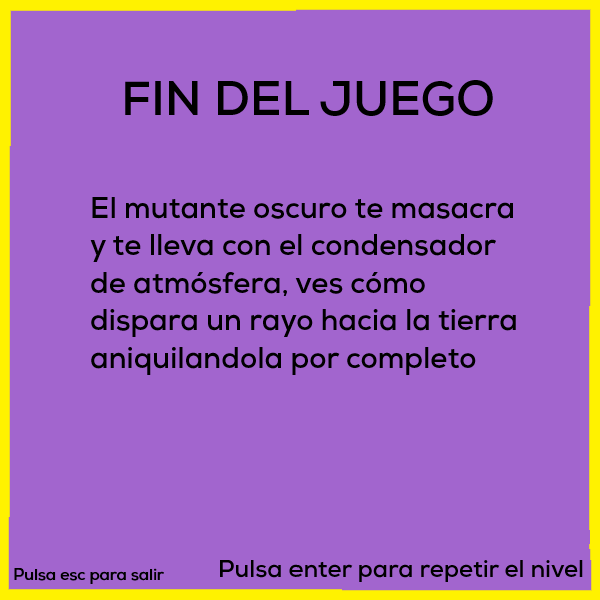 FIN DEL JUEGO
El mutante oscuro te masacra
y te lleva con el condensador
de atmósfera, ves cómo
dispara un rayo hacia la tierra
aniquilandola por completo
Pulsa esc para salir
Pulsa enter para repetir el nivel